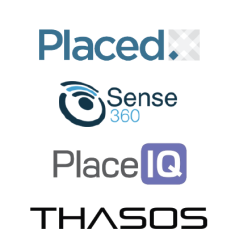 Placed.
Sense
360
PlaceIQ
THASOS